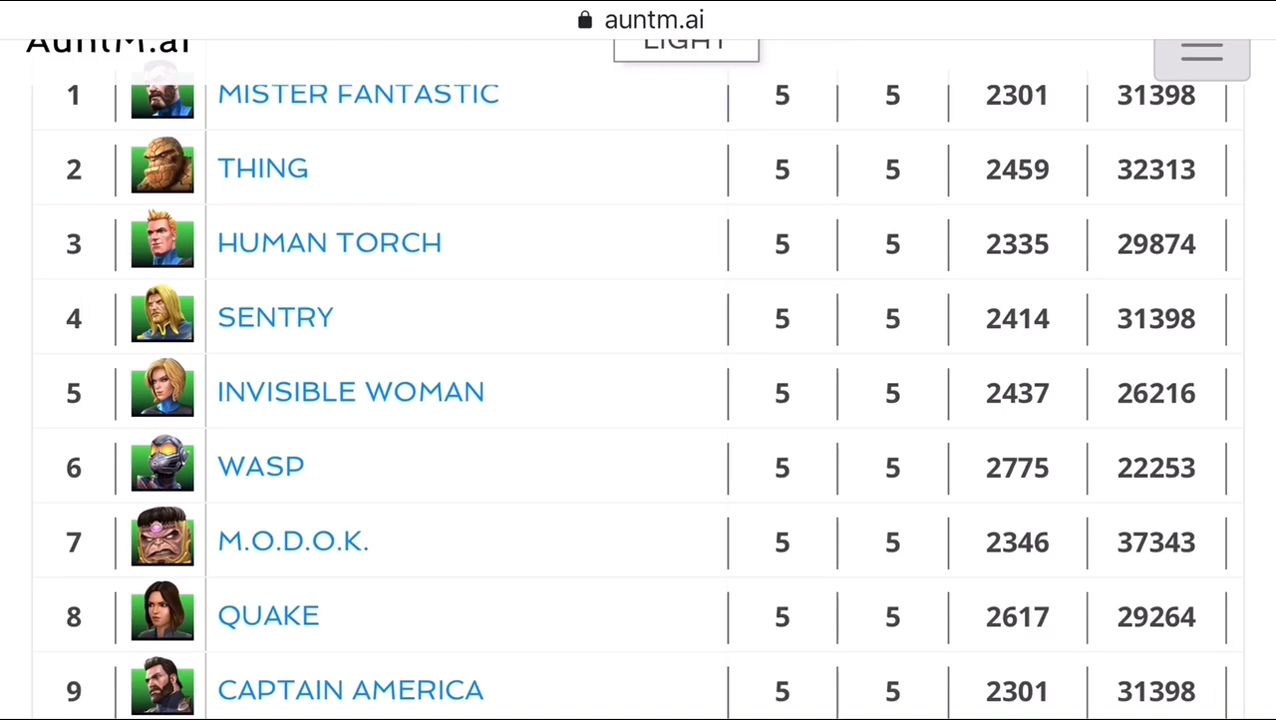 auntm.ai
AuntM.ai
LIGHT
1 MISTER FANTASTIC 5 5 2301 31398
2 THING 5 5 2459 32313
3 HUMAN TORCH 5 5 2335 29874
4 SENTRY 5 5 2414 31398
5 INVISIBLE WOMAN 5 5 2437 26216
6 WASP 5 5 2775 22253
7 M.O.D.O.K. 5 5 2346 37343
8 QUAKE 5 5 2617 29264
9 CAPTAIN AMERICA 5 5 2301 31398